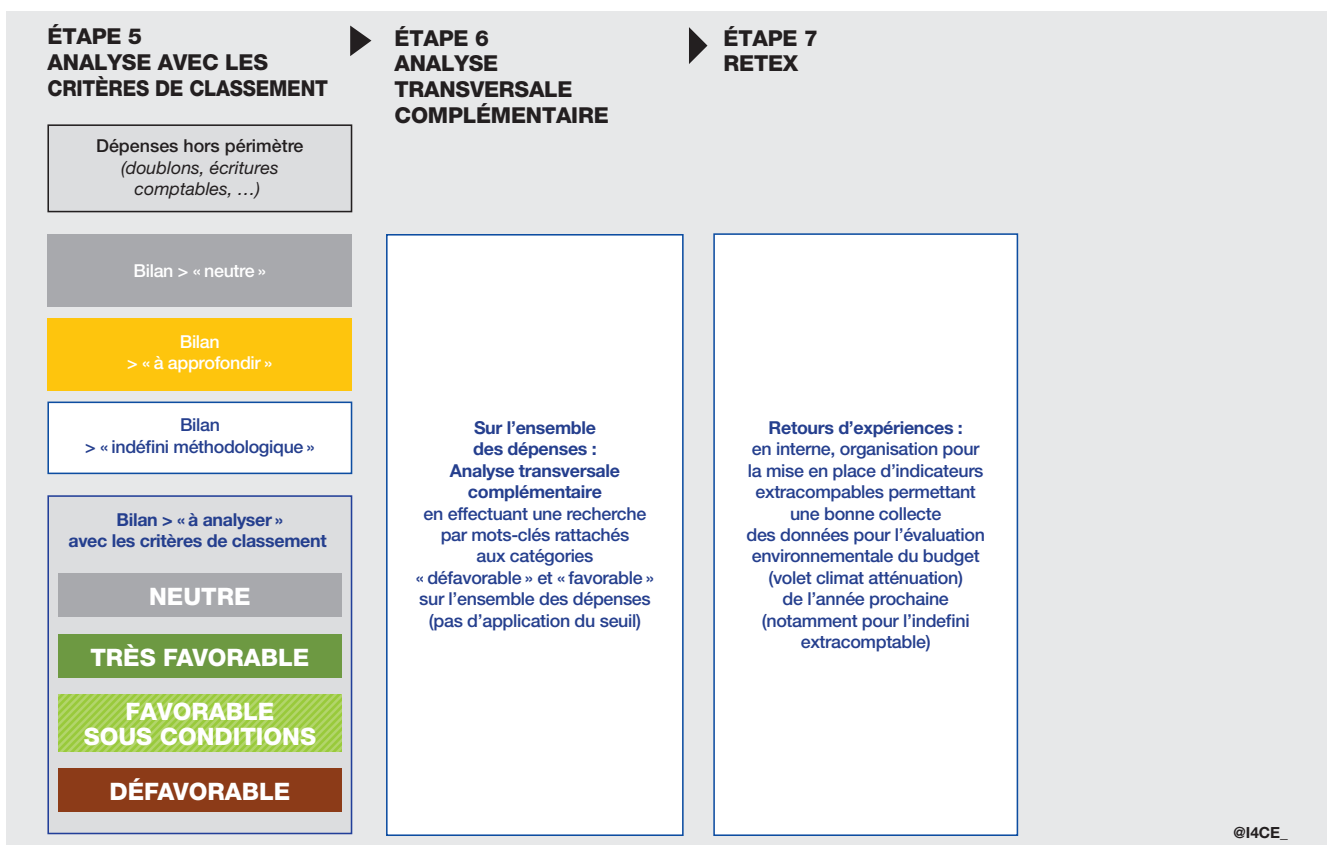 ÉTAPE 5
ANALYSE AVEC LES
CRITÈRES DE CLASSEMENT
Dépenses hors périmètre
(doublons, écritures
comptables, …)
Bilan > « neutre »
Bilan
> « à approfondir »
Bilan
> « indéfini méthodologique »
Bilan > « à analyser »
avec les critères de classement
NEUTRE
TRÈS FAVORABLE
FAVORABLE
SOUS CONDITIONS
DÉFAVORABLE
ÉTAPE 6
ANALYSE
TRANSVERSALE
COMPLÉMENTAIRE
Sur l’ensemble
des dépenses :
Analyse transversale
complémentaire
en effectuant une recherche
par mots-clés rattachés
aux catégories
« défavorable » et « favorable »
sur l’ensemble des dépenses
(pas d’application du seuil)
ÉTAPE 7
RETEX
Retours d’expériences :
en interne, organisation pour
la mise en place d’indicateurs
extracompables permettant
une bonne collecte
des données pour l’évaluation
environnementale du budget
(volet climat atténuation)
de l’année prochaine
(notamment pour l’indefini
extracomptable)
@I4CE_